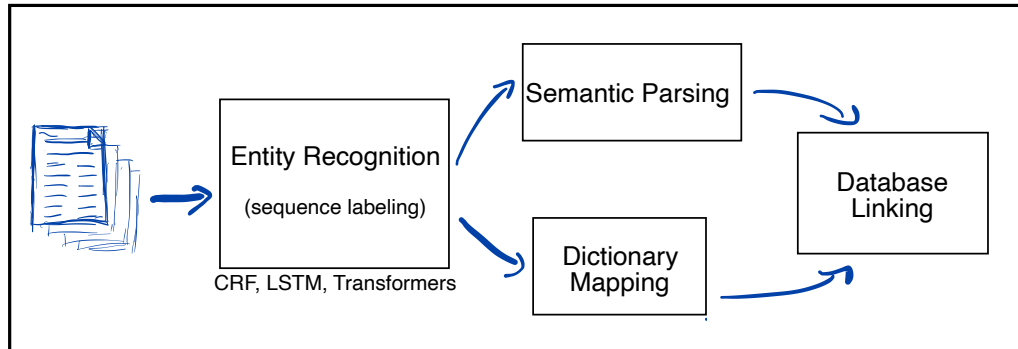 Entity Recognition
(sequence labeling)
CRF, LSTM, Transformers
Semantic Parsing
Dictionary
Mapping
Database
Linking